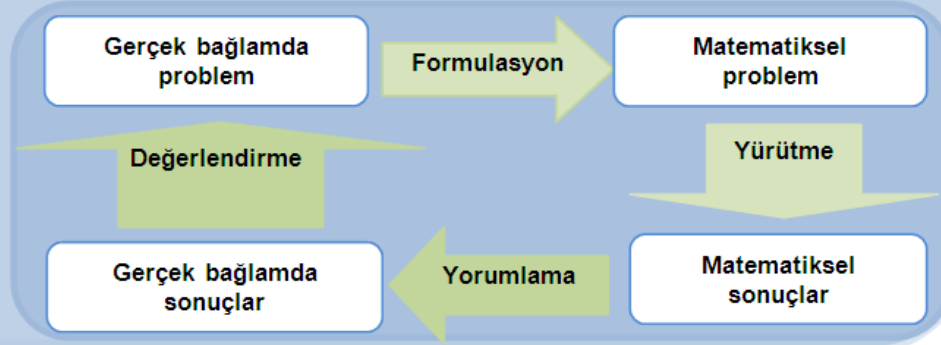 Gerçek bağlamda
problem
Formulasyon
Matematiksel
problem
Değerlendirme
Yürütme
Gerçek bağlamda
sonuçlar
Yorumlama
Matematiksel
sonuçlar